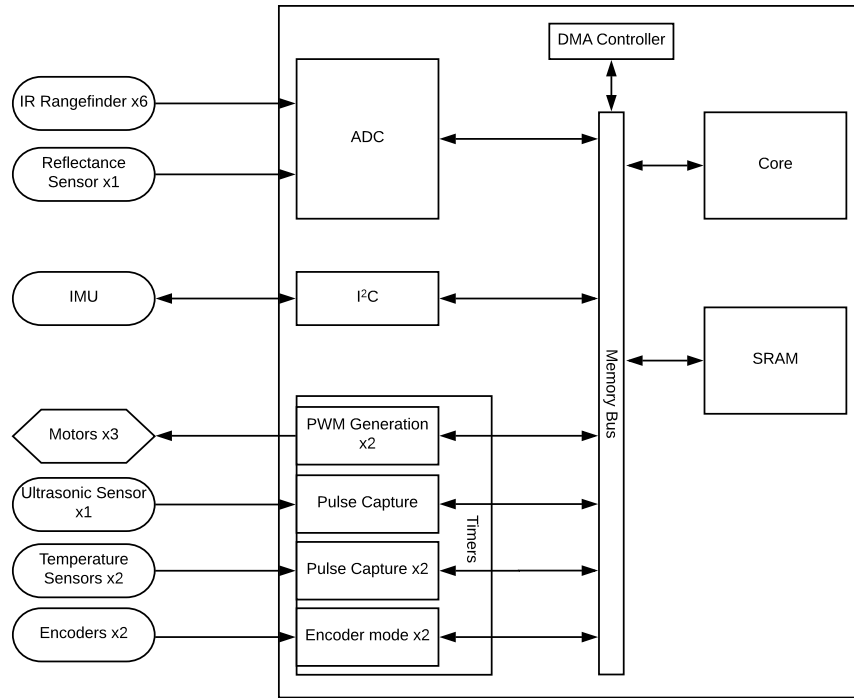 DMA Controller
IR Rangefinder x6
ADC
Reflectance
Sensor x1
Core
IMU
I²C
Memory Bus
SRAM
Motors x3
PWM Generation
x2
Ultrasonic Sensor
x1
Pulse Capture
Timers
Temperature
Sensors x2
Pulse Capture x2
Encoders x2
Encoder mode x2